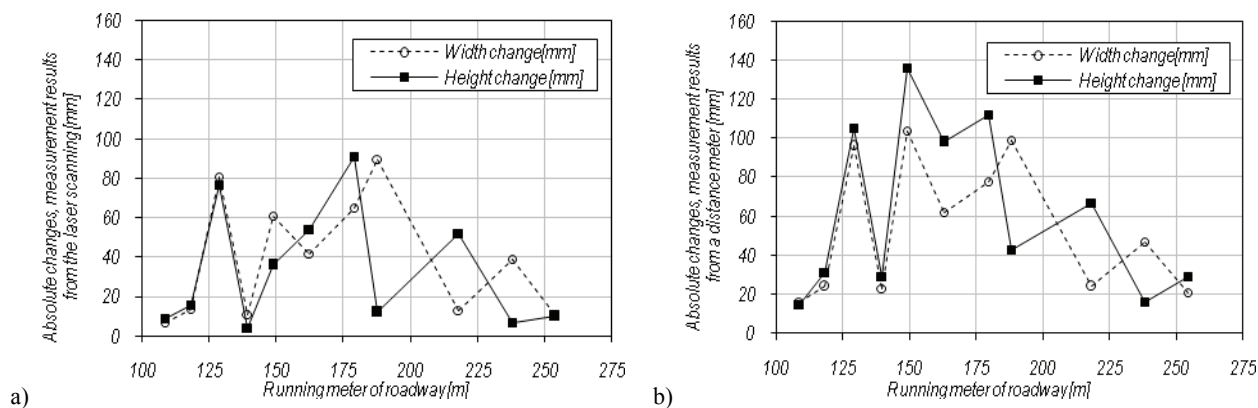 Absolute changes, measurement results
from the laser scanning [mm]
160
140
120
100
80
60
40
20
0
Width change[mm]
Height change [mm]
100 125 150 175 200 225 250 275
Running meter of roadway [m]
a)
Absolute changes, measurement results
from a distance meter [mm]
160
140
120
100
80
60
40
20
0
Width change[mm]
Height change [mm]
100 125 150 175 200 225 250 275
Running meter of roadway [m]
b)